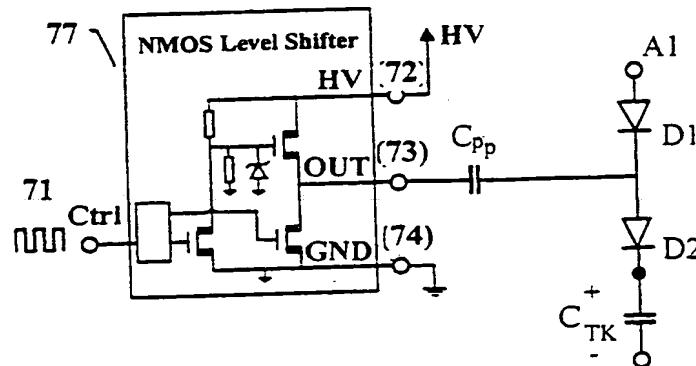 77
NMOS Level Shifter
HV
(72)
HV
A1
D1
OUT
(73)
Cpp
71
Ctrl
GND
(74)
D2
+
CTK
-